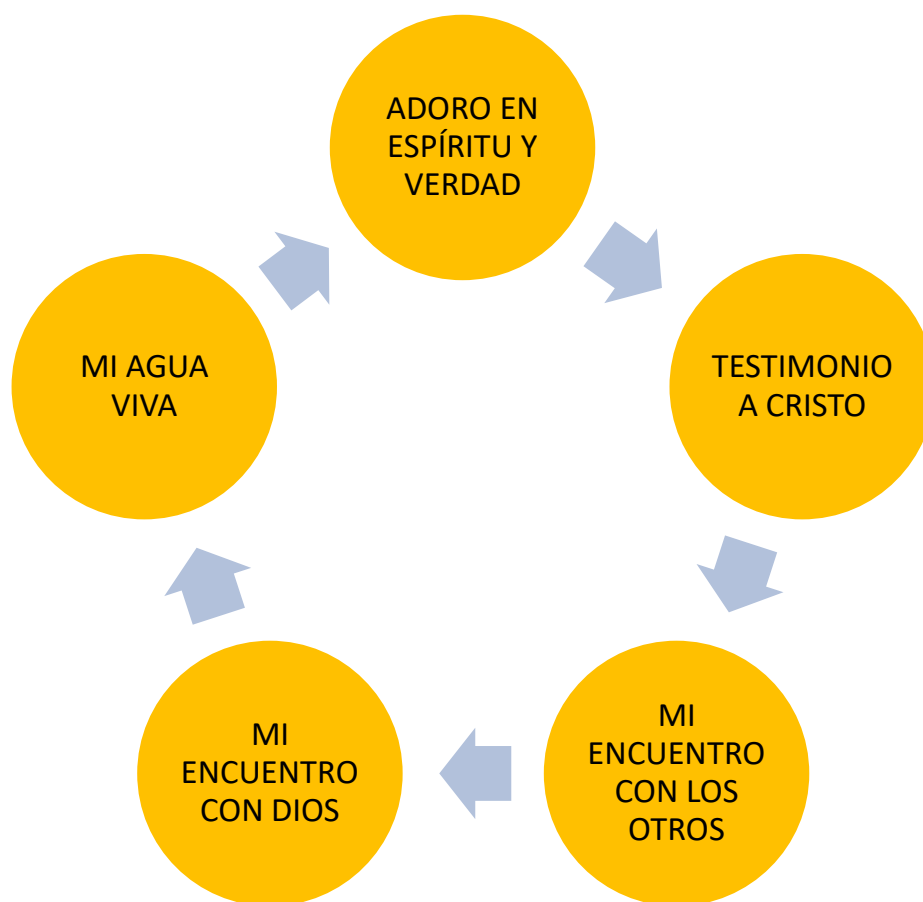 ADORO EN
ESPÍRITU Y
VERDAD
TESTIMONIO
A CRISTO
MI
ENCUENTRO
CON LOS
OTROS
MI
ENCUENTRO
CON DIOS
MI AGUA
VIVA